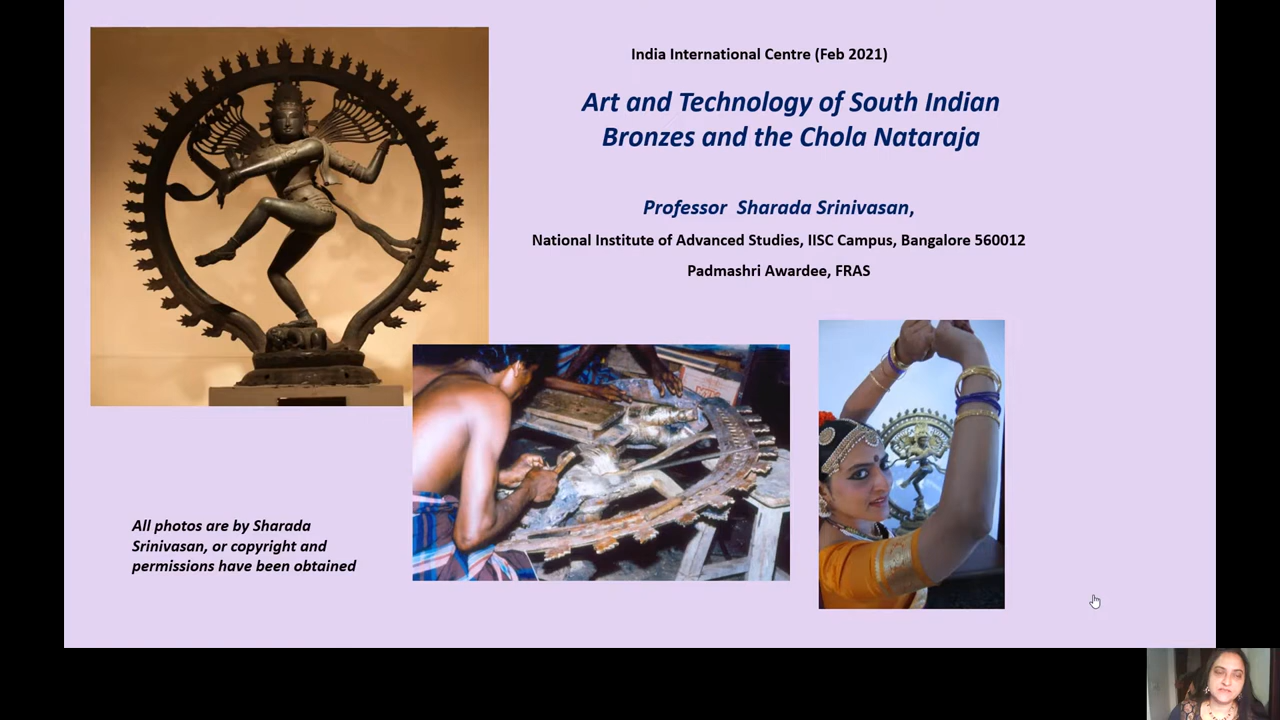 India International Centre (Feb 2021)
Art and Technology of South Indian
Bronzes and the Chola Nataraja
Professor Sharada Srinivasan,
National Institute of Advanced Studies, IISC Campus, Bangalore 560012
Padmashri Awardee, FRAS
All photos are by Sharada
Srinivasan, or copyright and
permissions have been obtained